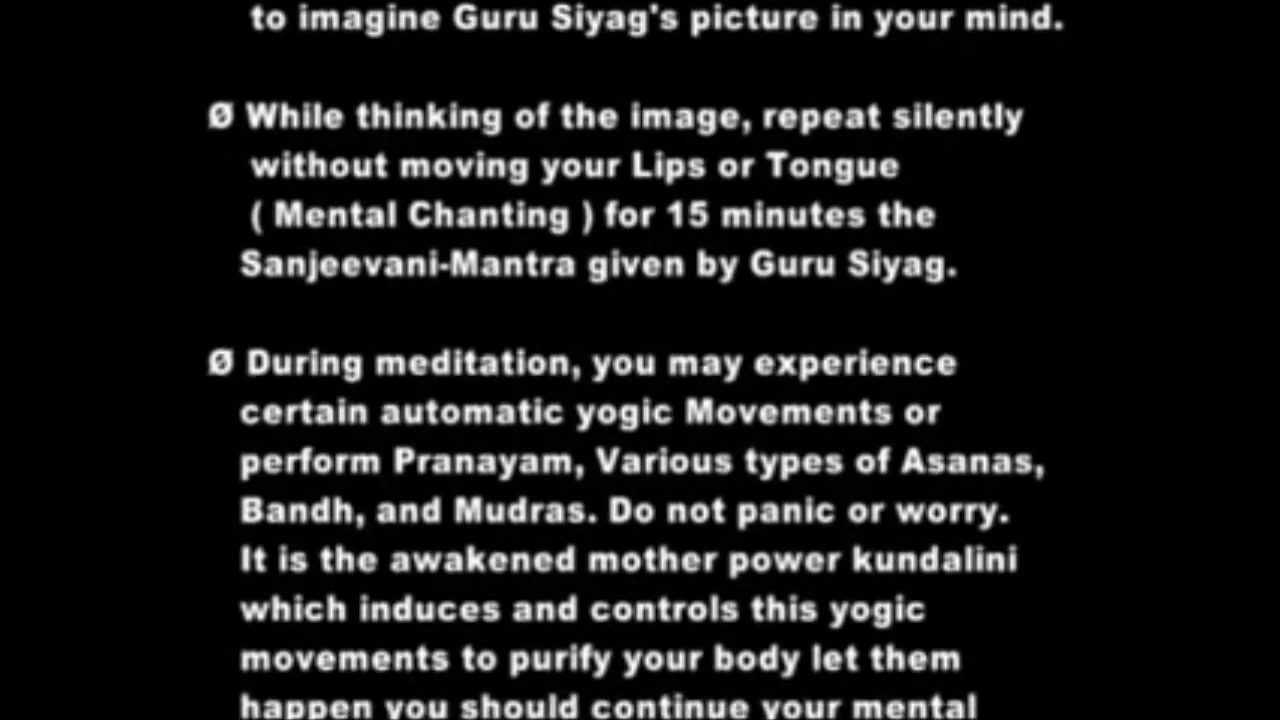 to imagine Guru Siyag's picture in your mind.
Ø While thinking of the image, repeat silently
without moving your Lips or Tongue
( Mental Chanting ) for 15 minutes the
Sanjeevani-Mantra given by Guru Siyag.
Ø During meditation, you may experience
certain automatic yogic Movements or
perform Pranayam, Various types of Asanas,
Bandh, and Mudras. Do not panic or worry.
It is the awakened mother power kundalini
which induces and controls this yogic
movements to purify your body let them
happen you should continue your mental